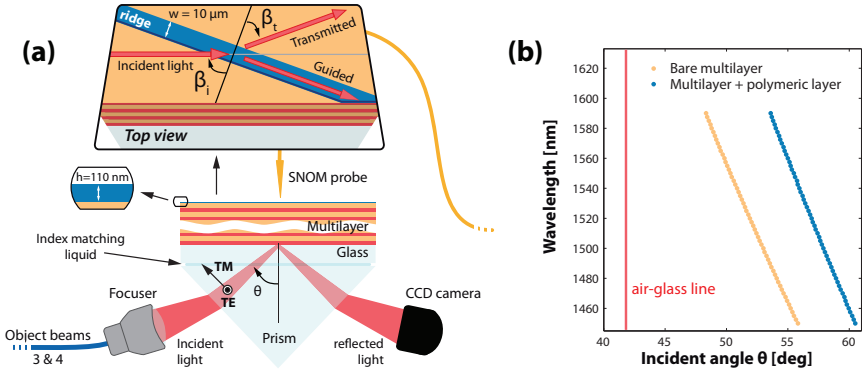 (a)
ridge
w = 10 μm
βt
Transmitted
Incident light
βi
Guided
Top view
h=110 nm
SNOM probe
Multilayer
Glass
Index matching
liquid
TM
TE
θ
Focuser
CCD camera
Object beams
3 & 4
Incident
light
Prism
reflected
light
(b)
Wavelength [nm]
1620
1600
1580
1560
1540
1520
1500
1480
1460
Bare multilayer
Multilayer + polymeric layer
air-glass line
40
45
50
55
60
Incident angle θ [deg]